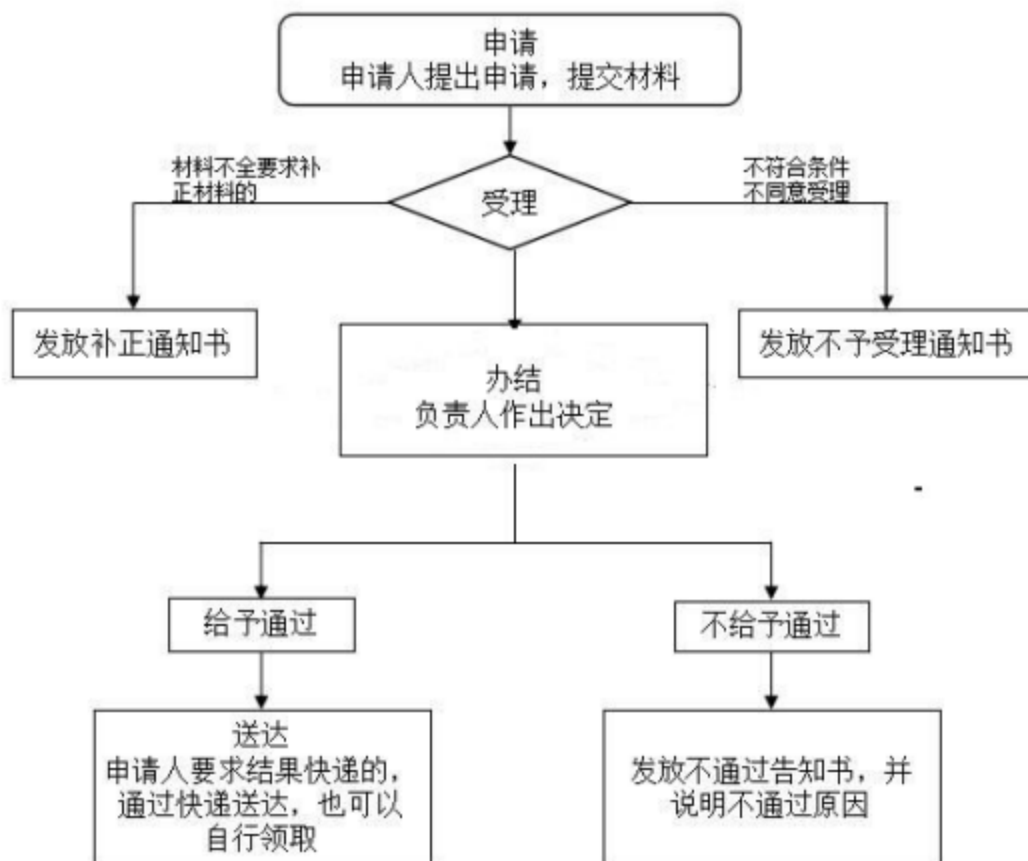 申请
申请人提出申请，提交材料
材料不全要求补
正材料的
不符合条件
不同意受理
受理
发放补正通知书
发放不予受理通知书
办结
负责人作出决定
给予通过
不给予通过
送达
申请人要求结果快递的，
通过快递送达，也可以
自行领取
发放不通过告知书，并
说明不通过原因